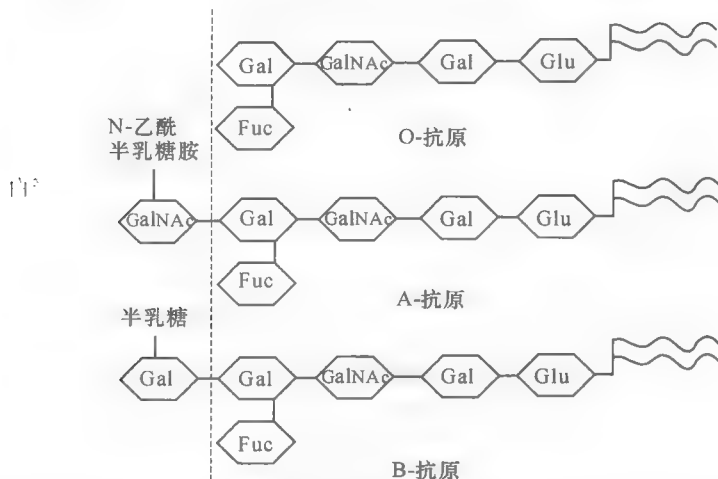 Gal GalNAc Gal Glu
Fuc
O-抗原
N-乙酰
半乳糖胺
GalNAc Gal GalNAc Gal Glu
Fuc
A-抗原
半乳糖
Gal Gal GalNAc Gal Glu
Fuc
B-抗原